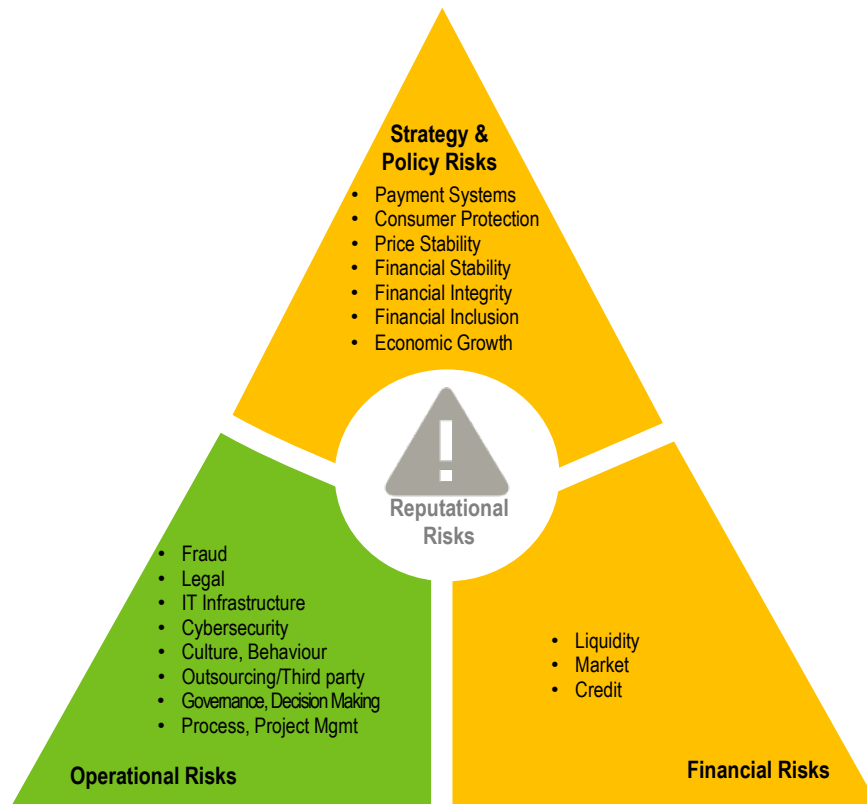 Strategy &
Policy Risks
• Payment Systems
• Consumer Protection
• Price Stability
• Financial Stability
• Financial Integrity
• Financial Inclusion
• Economic Growth
Reputational
Risks
• Fraud
• Legal
• IT Infrastructure
• Cybersecurity
• Culture, Behaviour
• Outsourcing/Third party
• Governance, Decision Making
• Process, Project Mgmt
Operational Risks
• Liquidity
• Market
• Credit
Financial Risks